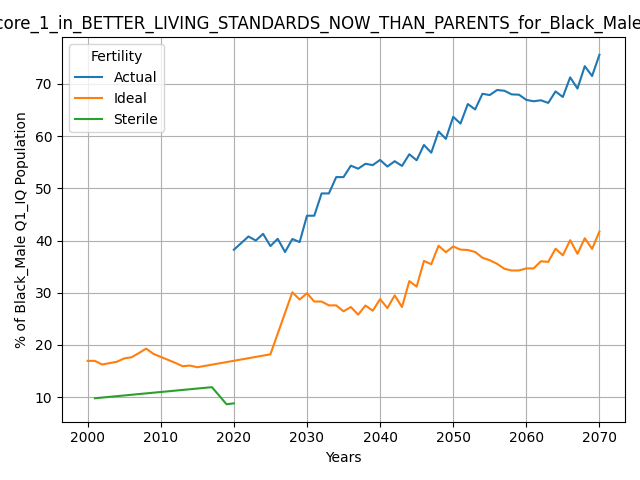 core_1_in_BETTER_LIVING_STANDARDS_NOW_THAN_PARENTS_for_Black_Male
Fertility
Actual
Ideal
Sterile
% of Black_Male Q1_IQ Population
70
60
50
40
30
20
10
2000 2010 2020 2030 2040 2050 2060 2070
Years